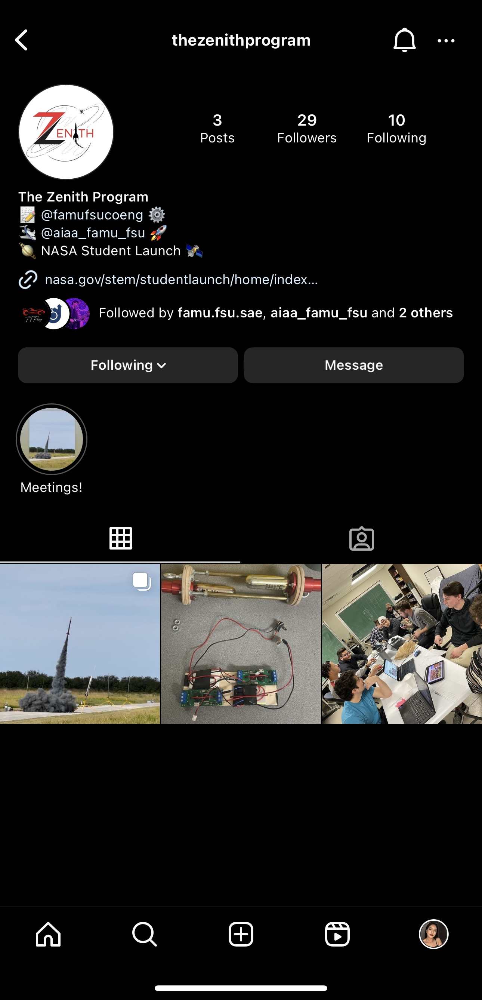 thezenithprogram
ZENITH
3
Posts
29
Followers
10
Following
The Zenith Program
📝 @famufsucoeng ⚙️
🛩️ @aiaa_famu_fsu 🚀
🪐 NASA Student Launch 🛰️
nasa.gov/stem/studentlaunch/home/index...
Followed by famu.fsu.sae, aiaa_famu_fsu and 2 others
Following
Message
Meetings!